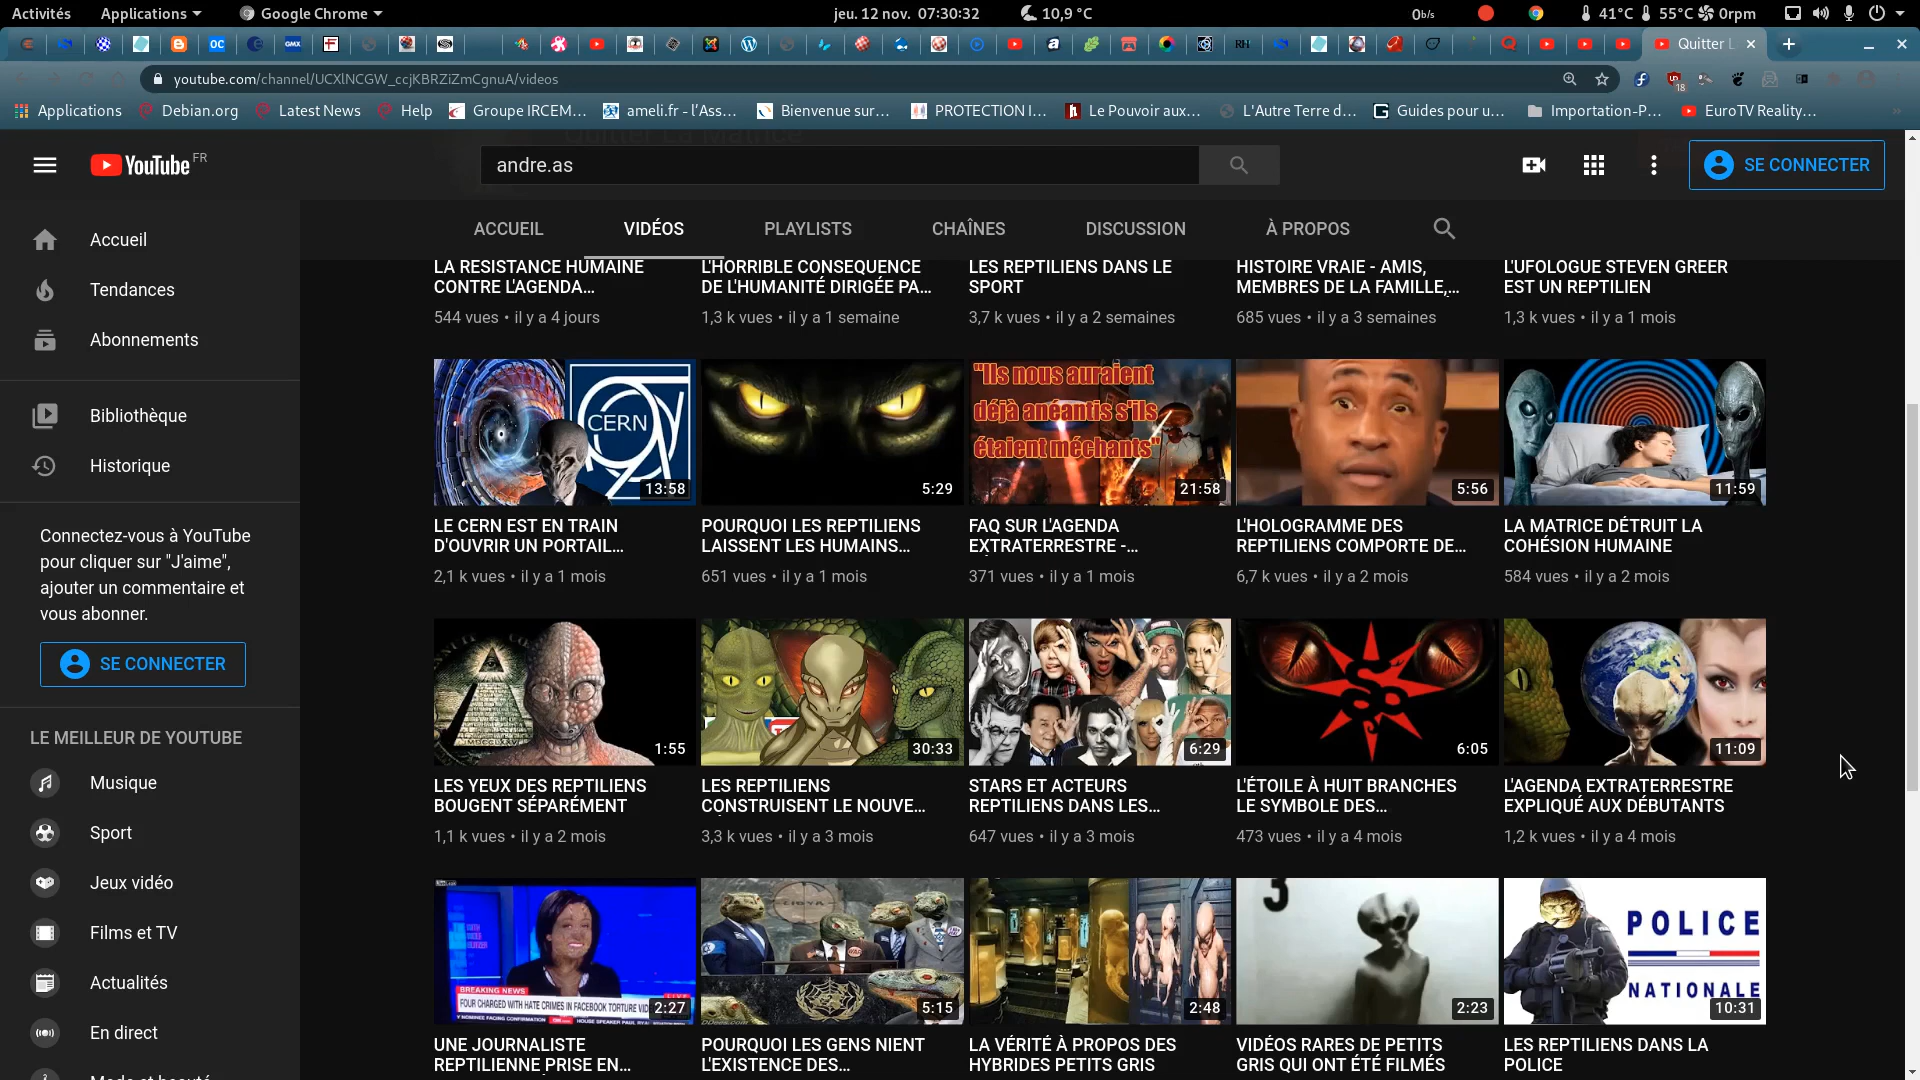 Activités
Applications
Google Chrome
jeu. 12 nov. 07:30:32
10,9 °C
0b/s
41°C
55°C
0rpm
Quitter L
youtube.com/channel/UCXlNCGW_ccjKBRZiZmCgnuA/videos
18
Applications
Debian.org
Latest News
Help
Groupe IRCEM…
ameli.fr - l'Ass…
Bienvenue sur…
PROTECTION I…
Le Pouvoir aux…
L'Autre Terre d…
Guides pour u…
Importation-P…
EuroTV Reality…
Quitter La Matrice
YouTube FR
andre.as
SE CONNECTER
ACCUEIL
VIDÉOS
PLAYLISTS
CHAÎNES
DISCUSSION
À PROPOS
Accueil
Tendances
Abonnements
Bibliothèque
Historique
Connectez-vous à YouTube
pour cliquer sur "J'aime",
ajouter un commentaire et
vous abonner.
SE CONNECTER
LE MEILLEUR DE YOUTUBE
Musique
Sport
Jeux vidéo
Films et TV
Actualités
En direct
Mode et beauté
LA RESISTANCE HUMAINE
CONTRE L'AGENDA…
544 vues • il y a 4 jours
L'HORRIBLE CONSEQUENCE
DE L'HUMANITÉ DIRIGÉE PA…
1,3 k vues • il y a 1 semaine
LES REPTILIENS DANS LE
SPORT
3,7 k vues • il y a 2 semaines
HISTOIRE VRAIE - AMIS,
MEMBRES DE LA FAMILLE,…
685 vues • il y a 3 semaines
L'UFOLOGUE STEVEN GREER
EST UN REPTILIEN
1,3 k vues • il y a 1 mois
CERN
13:58
LE CERN EST EN TRAIN
D'OUVRIR UN PORTAIL…
2,1 k vues • il y a 1 mois
5:29
POURQUOI LES REPTILIENS
LAISSENT LES HUMAINS…
651 vues • il y a 1 mois
"Ils nous auraient
déjà anéantis s'ils
étaient méchants"
21:58
FAQ SUR L'AGENDA
EXTRATERRESTRE -…
371 vues • il y a 1 mois
5:56
L'HOLOGRAMME DES
REPTILIENS COMPORTE DE…
6,7 k vues • il y a 2 mois
11:59
LA MATRICE DÉTRUIT LA
COHÉSION HUMAINE
584 vues • il y a 2 mois
1:55
LES YEUX DES REPTILIENS
BOUGENT SÉPARÉMENT
1,1 k vues • il y a 2 mois
30:33
LES REPTILIENS
CONSTRUISENT LE NOUVE…
3,3 k vues • il y a 3 mois
6:29
STARS ET ACTEURS
REPTILIENS DANS LES…
647 vues • il y a 3 mois
6:05
L'ÉTOILE À HUIT BRANCHES
LE SYMBOLE DES…
473 vues • il y a 4 mois
11:09
L'AGENDA EXTRATERRESTRE
EXPLIQUÉ AUX DÉBUTANTS
1,2 k vues • il y a 4 mois
BREAKING NEWS
FOUR CHARGED WITH HATE CRIMES IN FACEBOOK TORTURE VID
2:27
UNE JOURNALISTE
REPTILIENNE PRISE EN…
5:15
POURQUOI LES GENS NIENT
L'EXISTENCE DES…
2:48
LA VÉRITÉ À PROPOS DES
HYBRIDES PETITS GRIS
3
2:23
VIDÉOS RARES DE PETITS
GRIS QUI ONT ÉTÉ FILMÉS
POLICE
NATIONALE
10:31
LES REPTILIENS DANS LA
POLICE